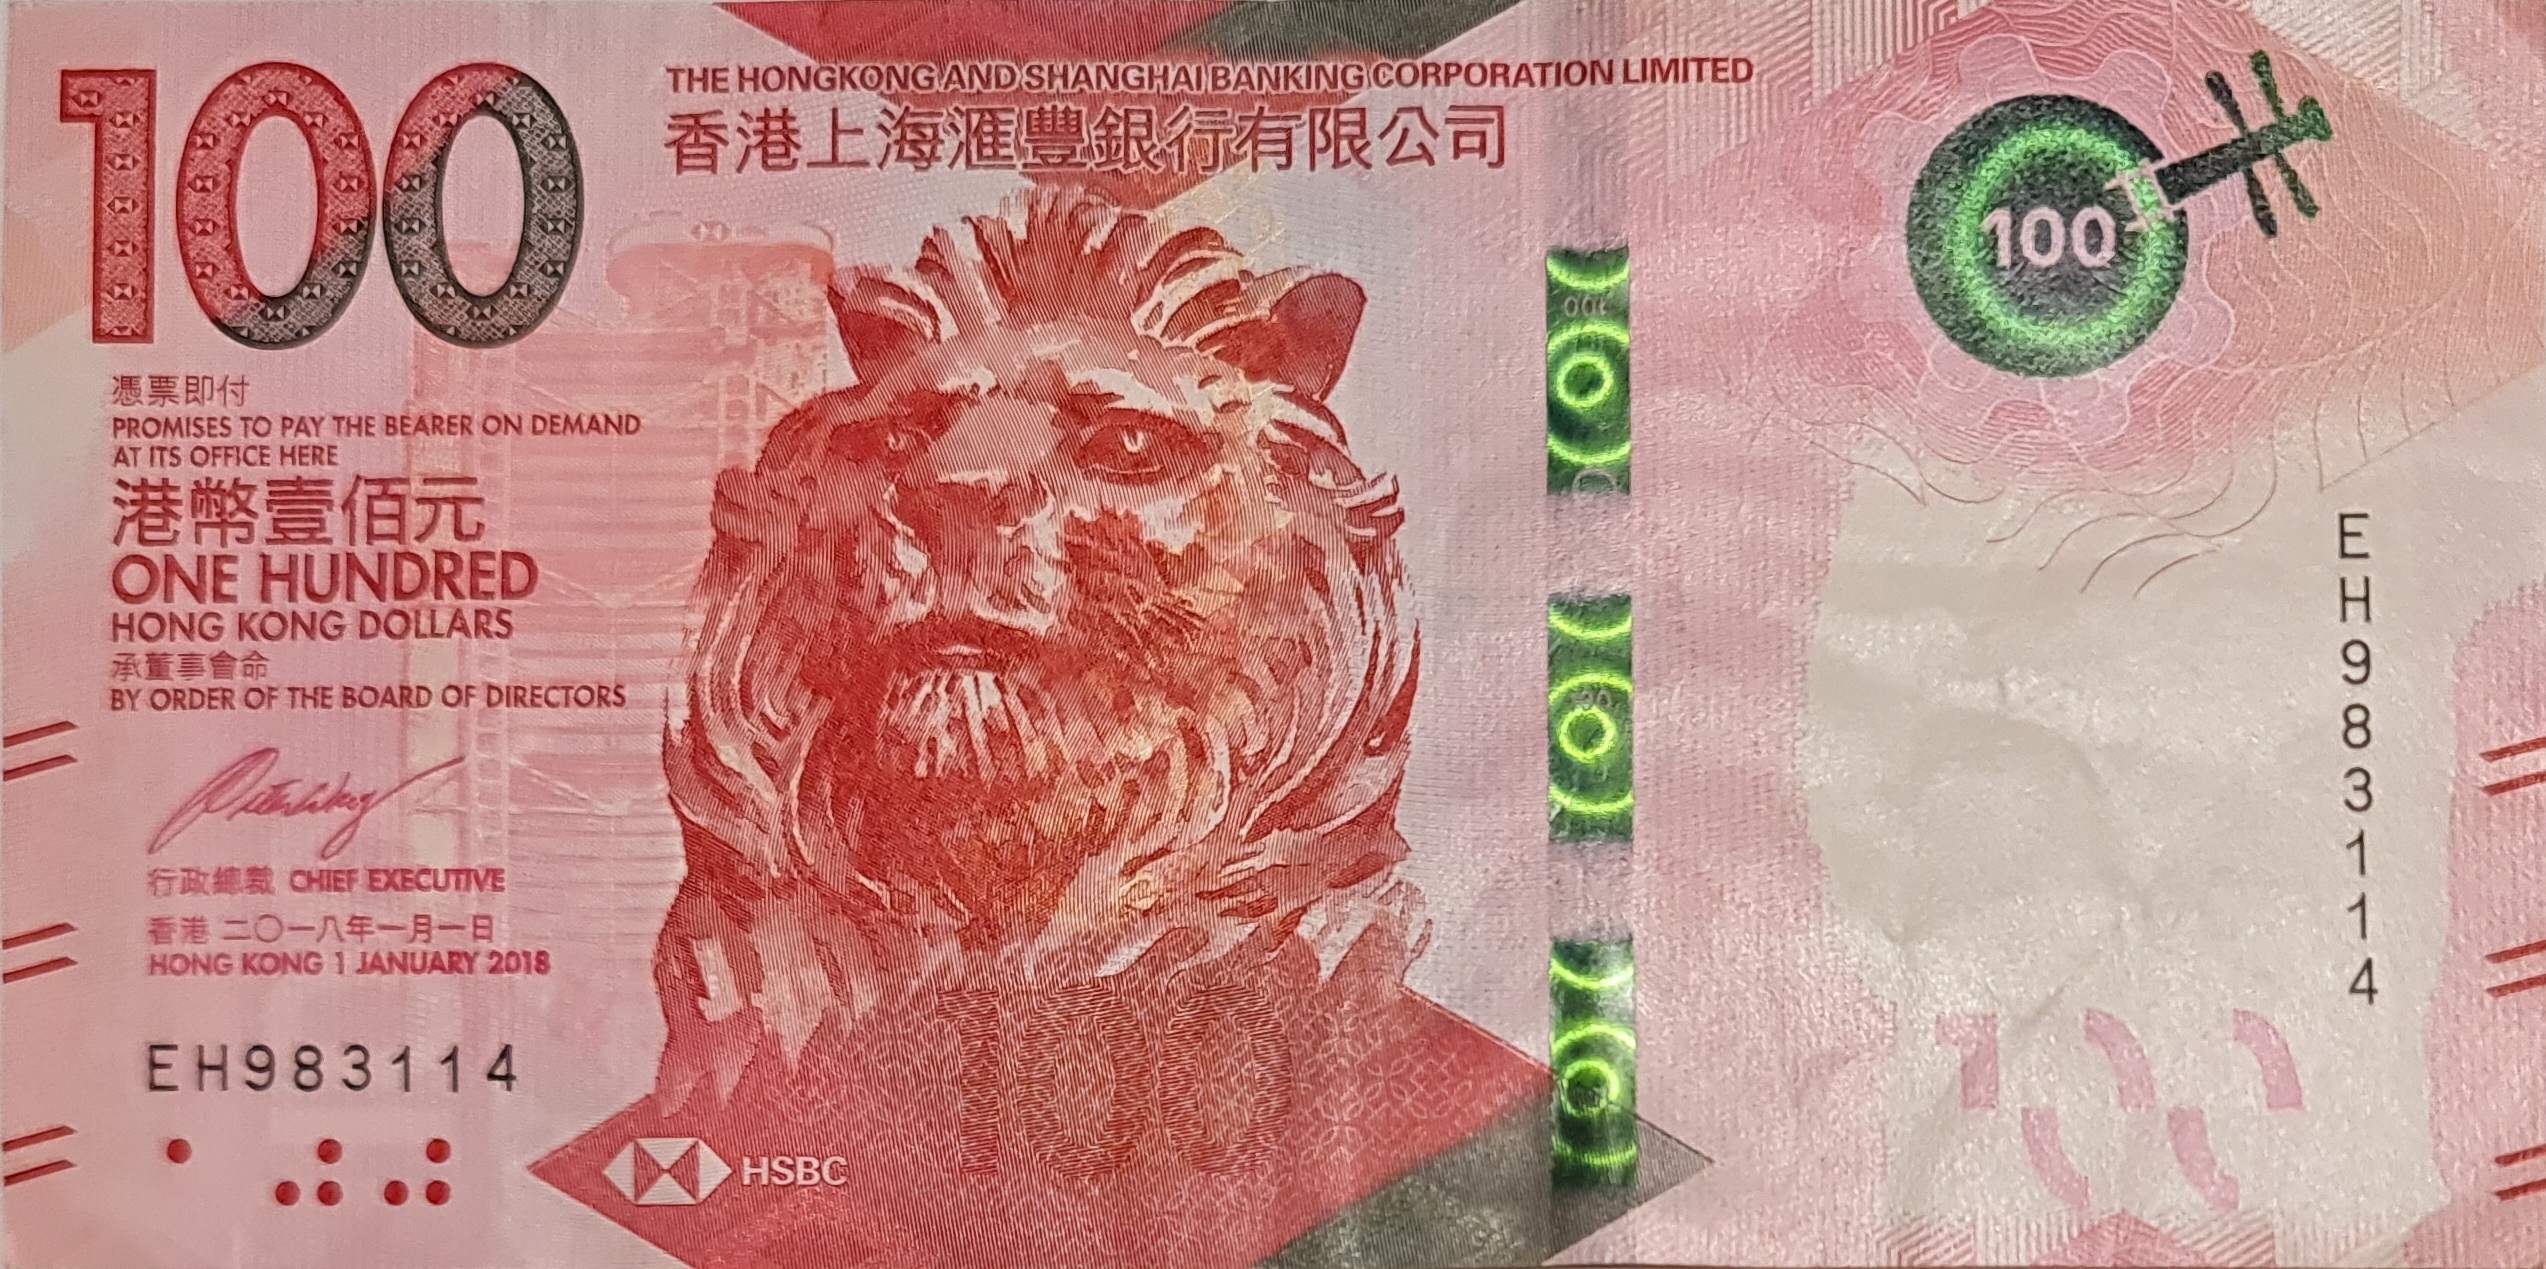 100
THE HONGKONG AND SHANGHAI BANKING CORPORATION LIMITED
香港上海滙豐銀行有限公司
100
憑票即付
PROMISES TO PAY THE BEARER ON DEMAND
AT ITS OFFICE HERE
港幣壹佰元
ONE HUNDRED
HONG KONG DOLLARS
承董事會命
BY ORDER OF THE BOARD OF DIRECTORS
行政總裁 CHIEF EXECUTIVE
香港 二〇一八年一月一日
HONG KONG 1 JANUARY 2018
EH983114
HSBC
100
EH983114